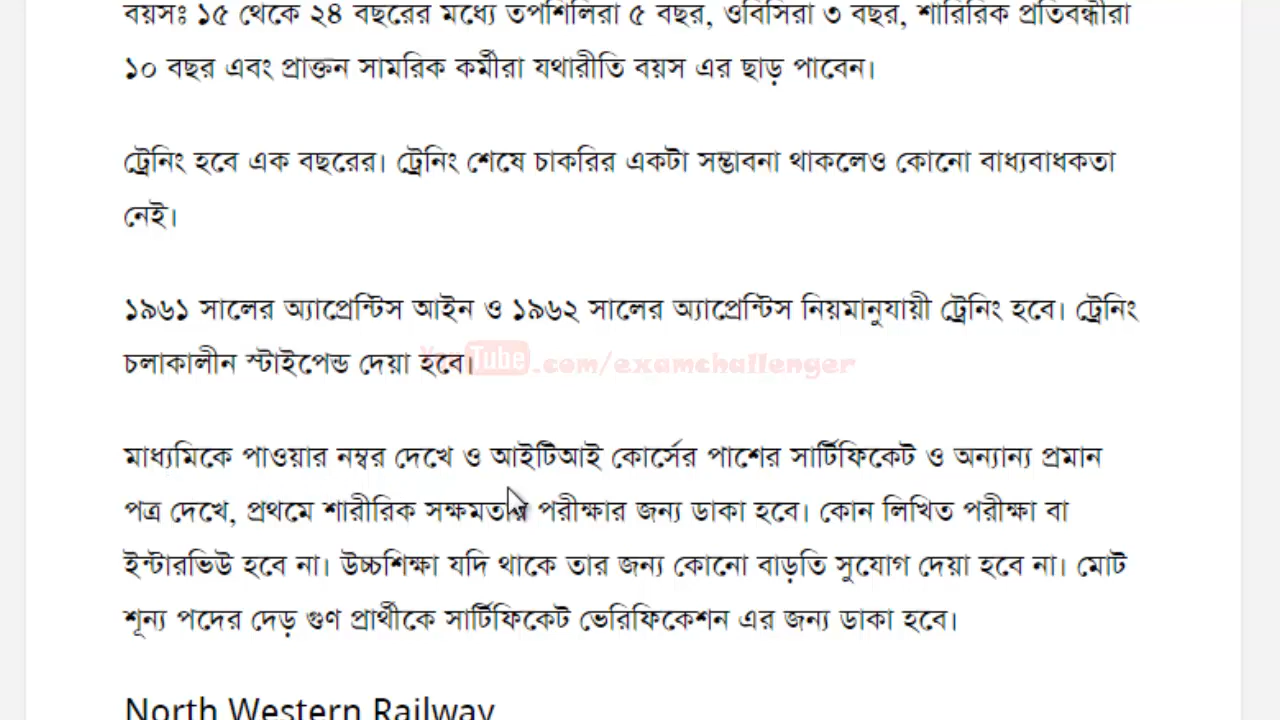 বয়সঃ ১৫ থেকে ২৪ বছরের মধ্যে তপশিলিরা ৫ বছর, ওবিসিরা ৩ বছর, শারিরিক প্রতিবন্ধীরা
১০ বছর এবং প্রাক্তন সামরিক কর্মীরা যথারীতি বয়স এর ছাড় পাবেন।
ট্রেনিং হবে এক বছরের। ট্রেনিং শেষে চাকরির একটা সম্ভাবনা থাকলেও কোনো বাধ্যবাধকতা
নেই।
১৯৬১ সালের অ্যাপ্রেন্টিস আইন ও ১৯৬২ সালের অ্যাপ্রেন্টিস নিয়মানুযায়ী ট্রেনিং হবে। ট্রেনিং
চলাকালীন স্টাইপেন্ড দেয়া হবে।
YouTube.com/examchallenger
মাধ্যমিকে পাওয়ার নম্বর দেখে ও আইটিআই কোর্সের পাশের সার্টিফিকেট ও অন্যান্য প্রমান
পত্র দেখে, প্রথমে শারীরিক সক্ষমতার পরীক্ষার জন্য ডাকা হবে। কোন লিখিত পরীক্ষা বা
ইন্টারভিউ হবে না। উচ্চশিক্ষা যদি থাকে তার জন্য কোনো বাড়তি সুযোগ দেয়া হবে না। মোট
শূন্য পদের দেড় গুণ প্রার্থীকে সার্টিফিকেট ভেরিফিকেশন এর জন্য ডাকা হবে।
North Western Railway